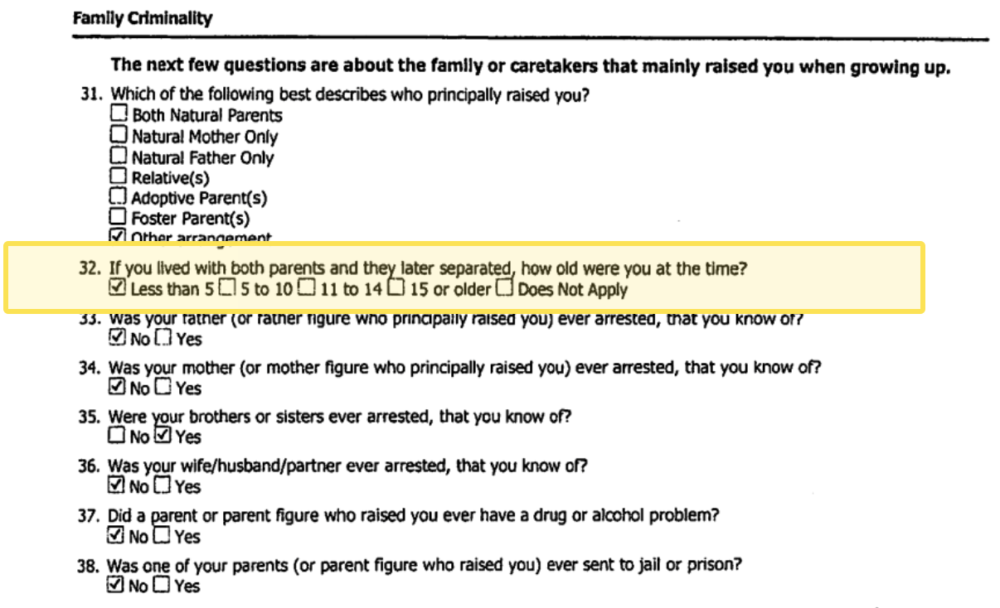 Family Criminality
The next few questions are about the family or caretakers that mainly raised you when growing up.
31. Which of the following best describes who principally raised you?
☐ Both Natural Parents
☐ Natural Mother Only
☐ Natural Father Only
☐ Relative(s)
☐ Adoptive Parent(s)
☐ Foster Parent(s)
☑ Other arrangement
32. If you lived with both parents and they later separated, how old were you at the time?
☑ Less than 5 ☐ 5 to 10 ☐ 11 to 14 ☐ 15 or older ☐ Does Not Apply
33. Was your father (or father figure who principally raised you) ever arrested, that you know of?
☑ No ☐ Yes
34. Was your mother (or mother figure who principally raised you) ever arrested, that you know of?
☑ No ☐ Yes
35. Were your brothers or sisters ever arrested, that you know of?
☐ No ☑ Yes
36. Was your wife/husband/partner ever arrested, that you know of?
☑ No ☐ Yes
37. Did a parent or parent figure who raised you ever have a drug or alcohol problem?
☑ No ☐ Yes
38. Was one of your parents (or parent figure who raised you) ever sent to jail or prison?
☑ No ☐ Yes